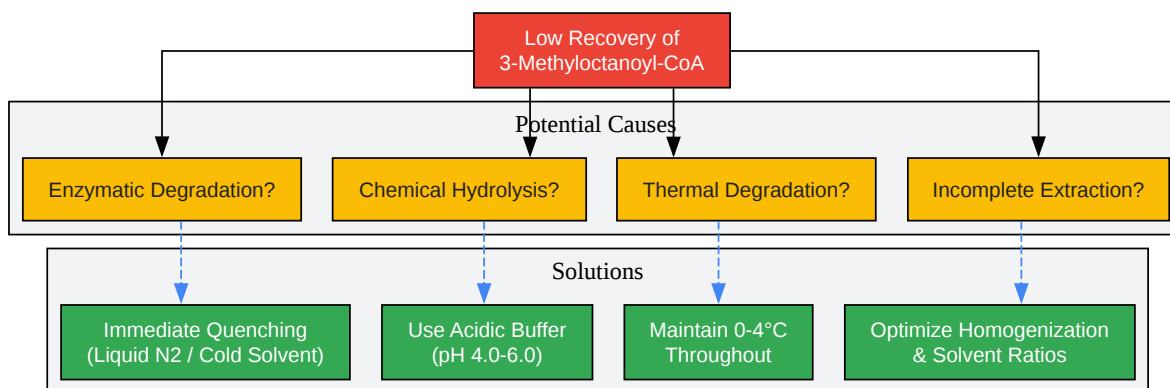 Low Recovery of
3-Methyloctanoyl-CoA
Potential Causes
Enzymatic Degradation?
Chemical Hydrolysis?
Thermal Degradation?
Incomplete Extraction?
Solutions
Immediate Quenching
(Liquid N2 / Cold Solvent)
Use Acidic Buffer
(pH 4.0-6.0)
Maintain 0-4°C
Throughout
Optimize Homogenization
& Solvent Ratios